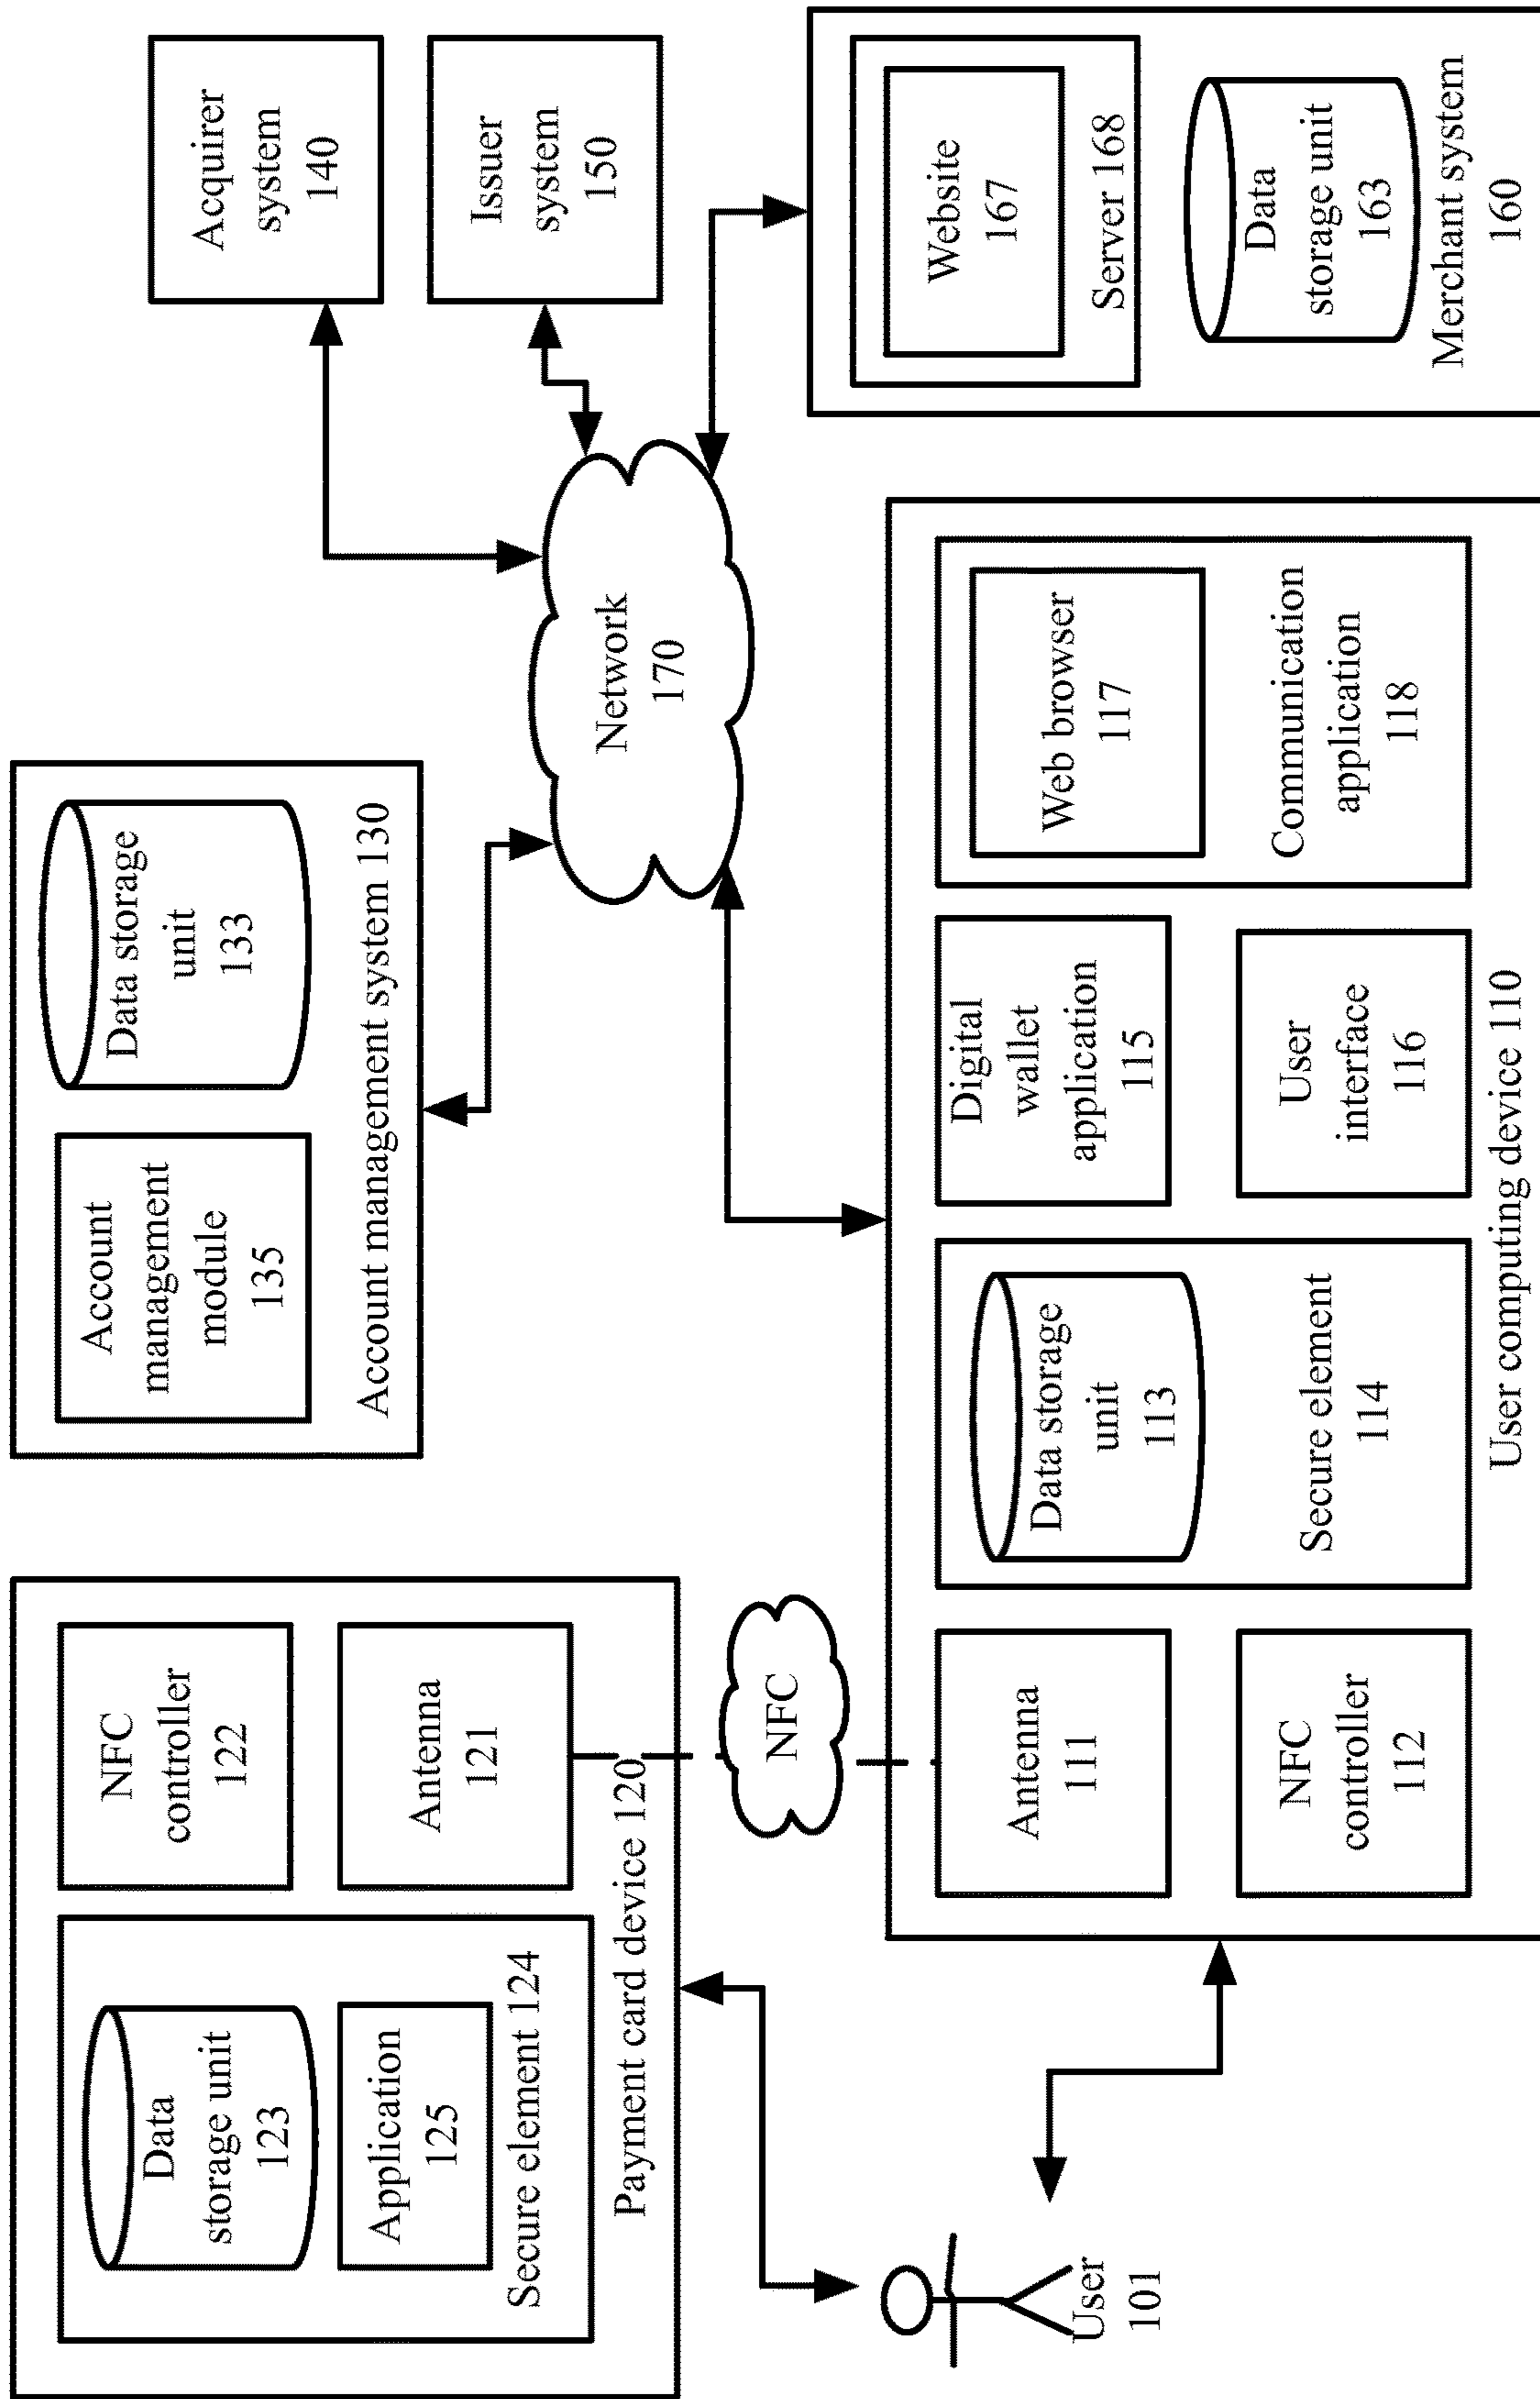 Data
storage unit
123
Application
125
Secure element 124
NFC
controller
122
Antenna
121
Payment card device 120
Account
management
module
135
Data storage
unit
133
Account management system 130
Acquirer
system
140
Issuer
system
150
Network
170
NFC
User
101
Antenna
111
NFC
controller
112
Data storage
unit
113
Secure element
114
Digital
wallet
application
115
User
interface
116
Web browser
117
Communication
application
118
User computing device 110
Website
167
Server 168
Data
storage unit
163
Merchant system
160